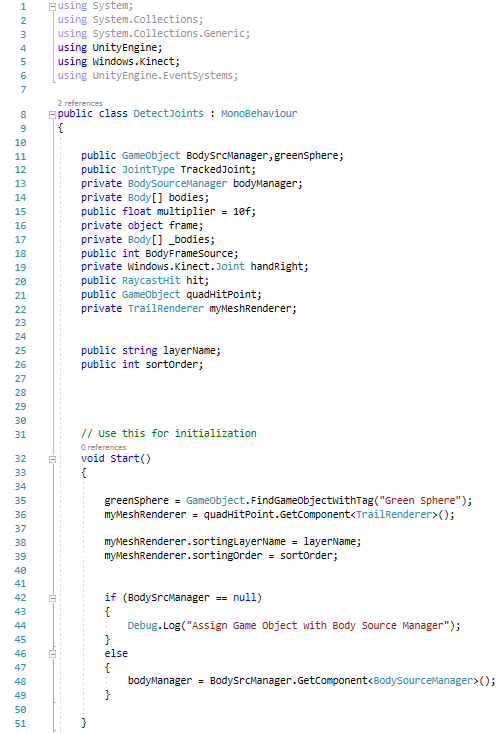 1 using System;
2 using System.Collections;
3 using System.Collections.Generic;
4 using UnityEngine;
5 using Windows.Kinect;
6 using UnityEngine.EventSystems;
7
2 references
8 public class DetectJoints : MonoBehaviour
9 {
10
11 public GameObject BodySrcManager,greenSphere;
12 public JointType TrackedJoint;
13 private BodySourceManager bodyManager;
14 private Body[] bodies;
15 public float multiplier = 10f;
16 private object frame;
17 private Body[] _bodies;
18 public int BodyFrameSource;
19 private Windows.Kinect.Joint handRight;
20 public RaycastHit hit;
21 public GameObject quadHitPoint;
22 private TrailRenderer myMeshRenderer;
23
24
25 public string layerName;
26 public int sortOrder;
27
28
29
30
31 // Use this for initialization
0 references
32 void Start()
33 {
34
35 greenSphere = GameObject.FindGameObjectWithTag("Green Sphere");
36 myMeshRenderer = quadHitPoint.GetComponent<TrailRenderer>();
37
38 myMeshRenderer.sortingLayerName = layerName;
39 myMeshRenderer.sortingOrder = sortOrder;
40
41
42 if (BodySrcManager == null)
43 {
44 Debug.Log("Assign Game Object with Body Source Manager");
45 }
46 else
47 {
48 bodyManager = BodySrcManager.GetComponent<BodySourceManager>();
49 }
50
51 }